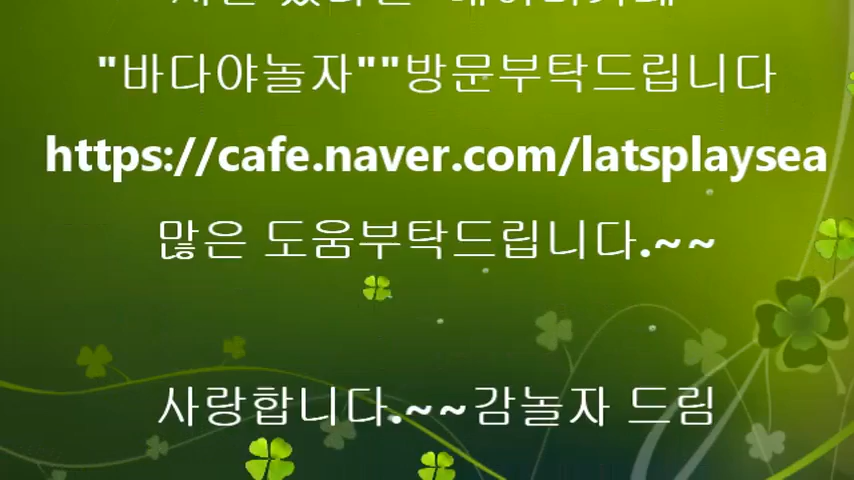 "바다야놀자""방문부탁드립니다
https://cafe.naver.com/latsplaysea
많은 도움부탁드립니다.~~
사랑합니다.~~감놀자 드림